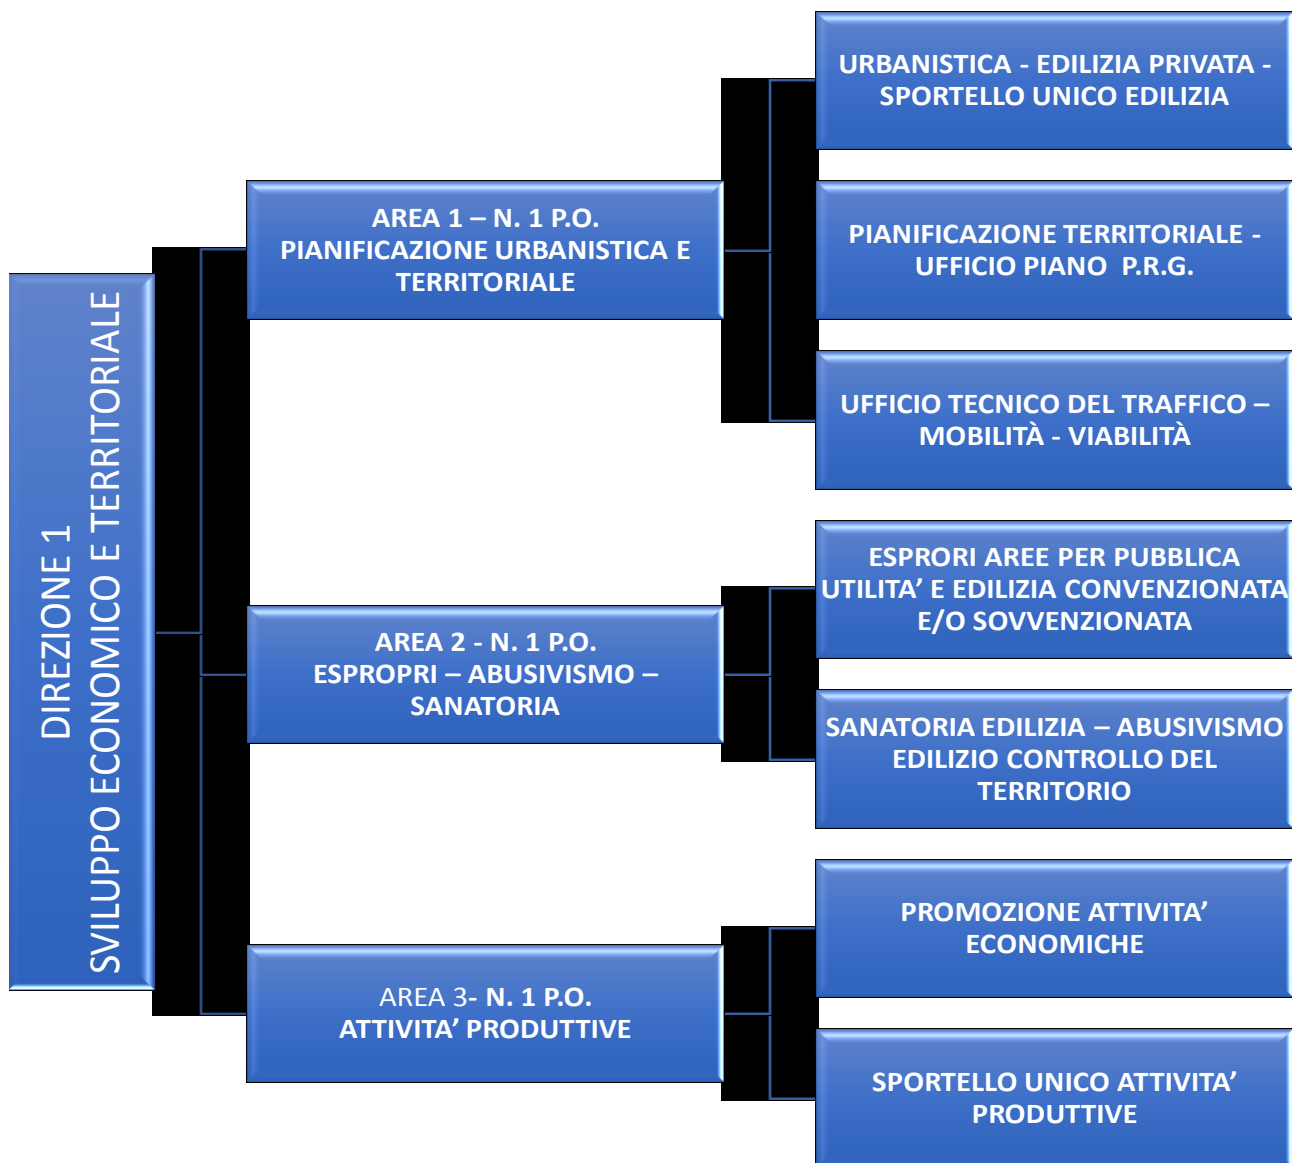 DIREZIONE 1
SVILUPPO ECONOMICO E TERRITORIALE
AREA 1 – N. 1 P.O.
PIANIFICAZIONE URBANISTICA E
TERRITORIALE
URBANISTICA - EDILIZIA PRIVATA -
SPORTELLO UNICO EDILIZIA
PIANIFICAZIONE TERRITORIALE -
UFFICIO PIANO P.R.G.
UFFICIO TECNICO DEL TRAFFICO –
MOBILITÀ - VIABILITÀ
AREA 2 - N. 1 P.O.
ESPROPRI – ABUSIVISMO –
SANATORIA
ESPRORI AREE PER PUBBLICA
UTILITA’ E EDILIZIA CONVENZIONATA
E/O SOVVENZIONATA
SANATORIA EDILIZIA – ABUSIVISMO
EDILIZIO CONTROLLO DEL
TERRITORIO
AREA 3- N. 1 P.O.
ATTIVITA’ PRODUTTIVE
PROMOZIONE ATTIVITA’
ECONOMICHE
SPORTELLO UNICO ATTIVITA’
PRODUTTIVE